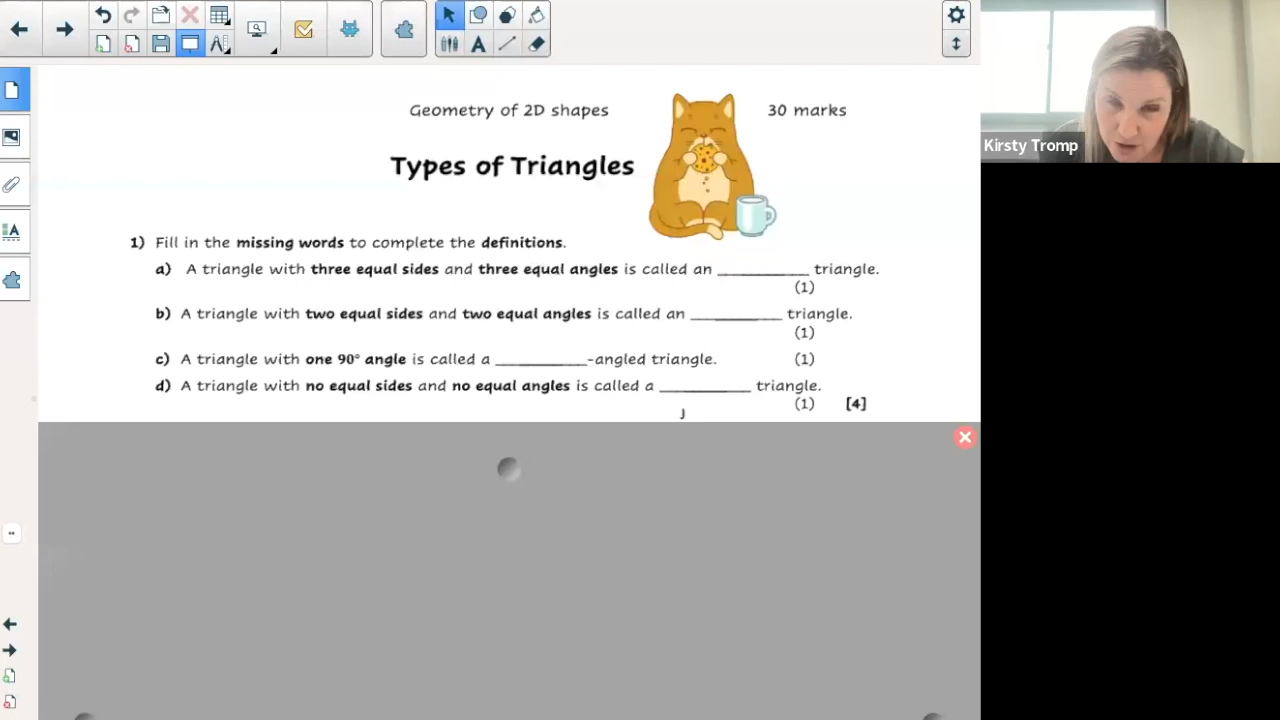 Geometry of 2D shapes
30 marks
Types of Triangles
Kirsty Tromp
1) Fill in the missing words to complete the definitions.
a) A triangle with three equal sides and three equal angles is called an __________ triangle.
(1)
b) A triangle with two equal sides and two equal angles is called an __________ triangle.
(1)
c) A triangle with one 90° angle is called a __________-angled triangle. (1)
d) A triangle with no equal sides and no equal angles is called a __________ triangle.
(1) [4]